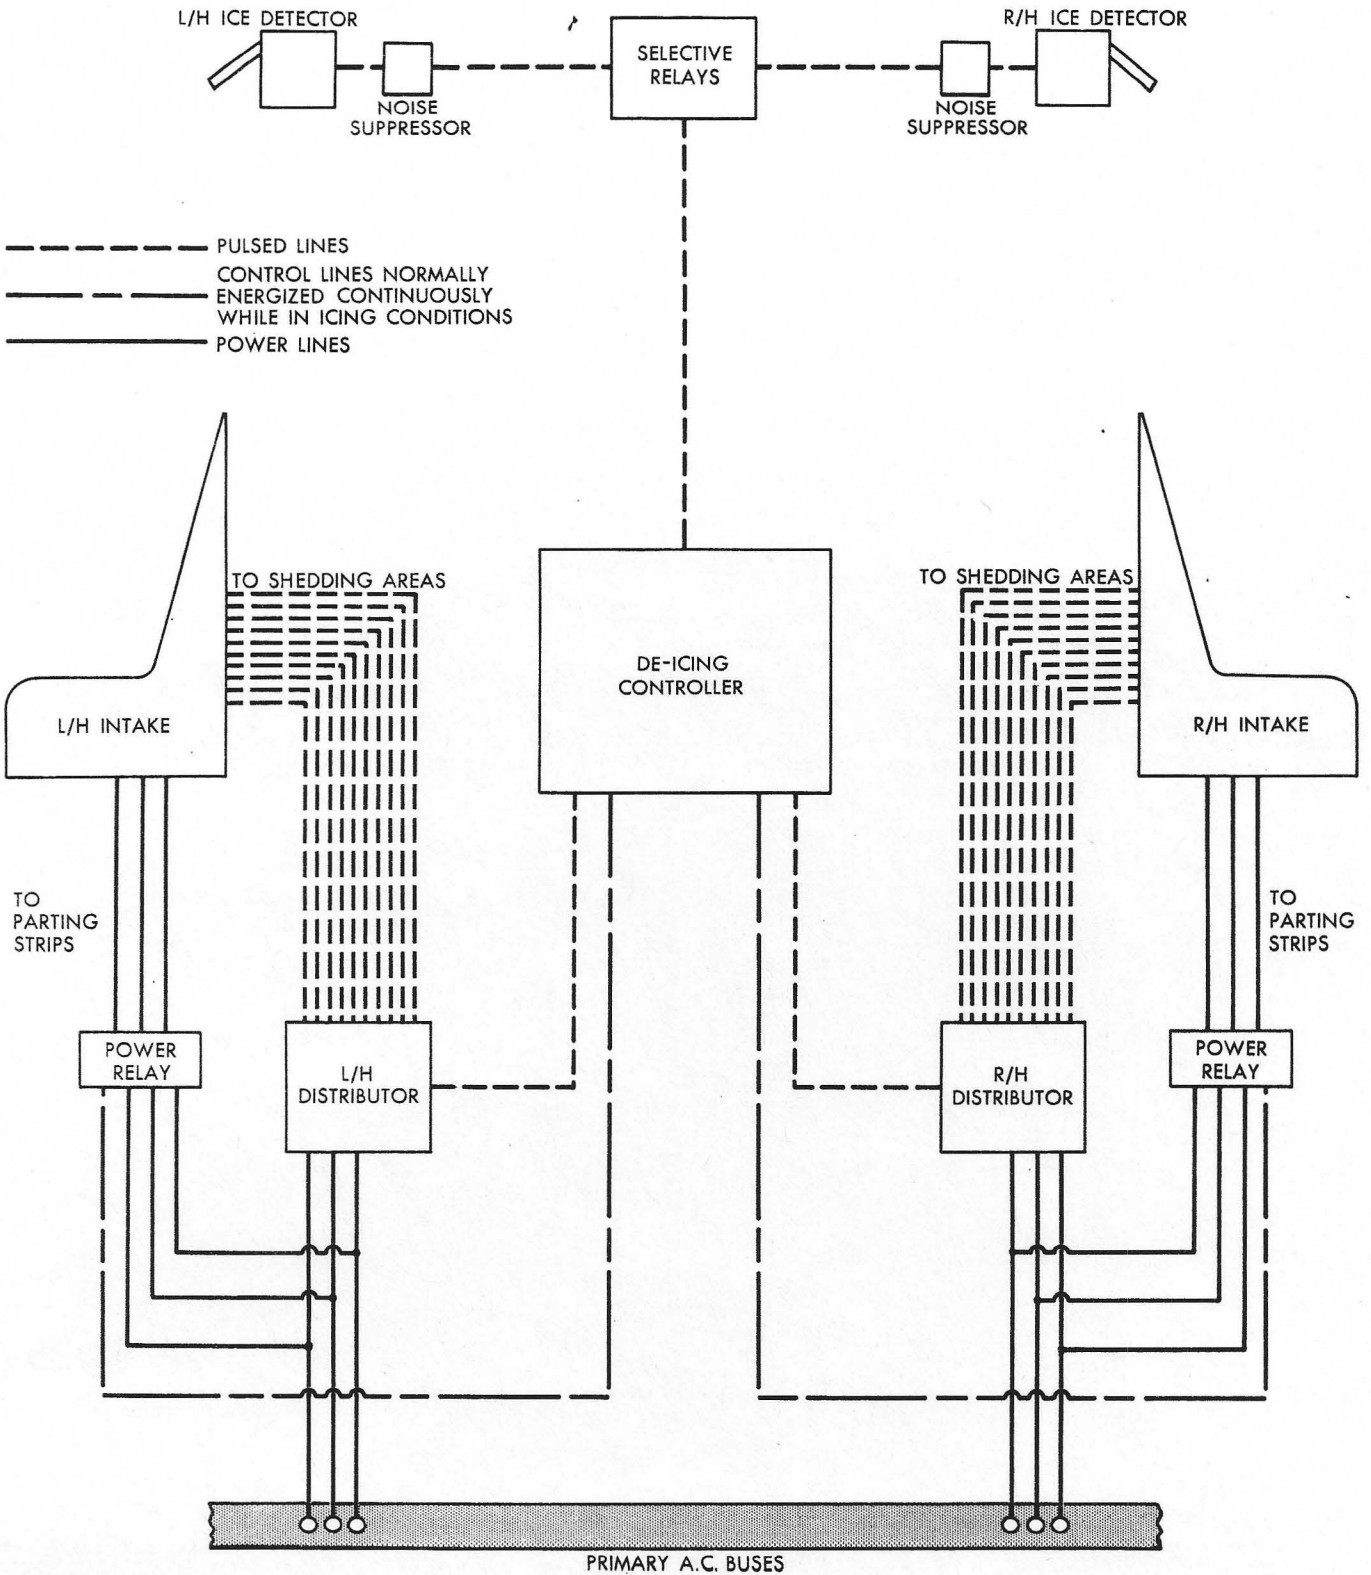 L/H ICE DETECTOR
R/H ICE DETECTOR
SELECTIVE
RELAYS
NOISE
SUPPRESSOR
NOISE
SUPPRESSOR
PULSED LINES
CONTROL LINES NORMALLY
ENERGIZED CONTINUOUSLY
WHILE IN ICING CONDITIONS
POWER LINES
TO SHEDDING AREAS
TO SHEDDING AREAS
DE-ICING
CONTROLLER
L/H INTAKE
R/H INTAKE
TO
PARTING
STRIPS
TO
PARTING
STRIPS
POWER
RELAY
L/H
DISTRIBUTOR
R/H
DISTRIBUTOR
POWER
RELAY
PRIMARY A.C. BUSES